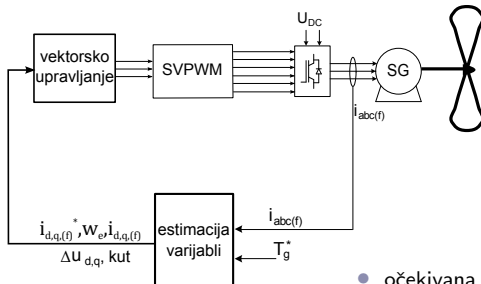 U_DC
vektorsko
upravljanje
SVPWM
SG
i_abc(f)
i_d,q,(f)^*,w_e,i_d,q,(f)
Δu_d,q, kut
estimacija
varijabli
i_abc(f)
T_g^*
• očekivana